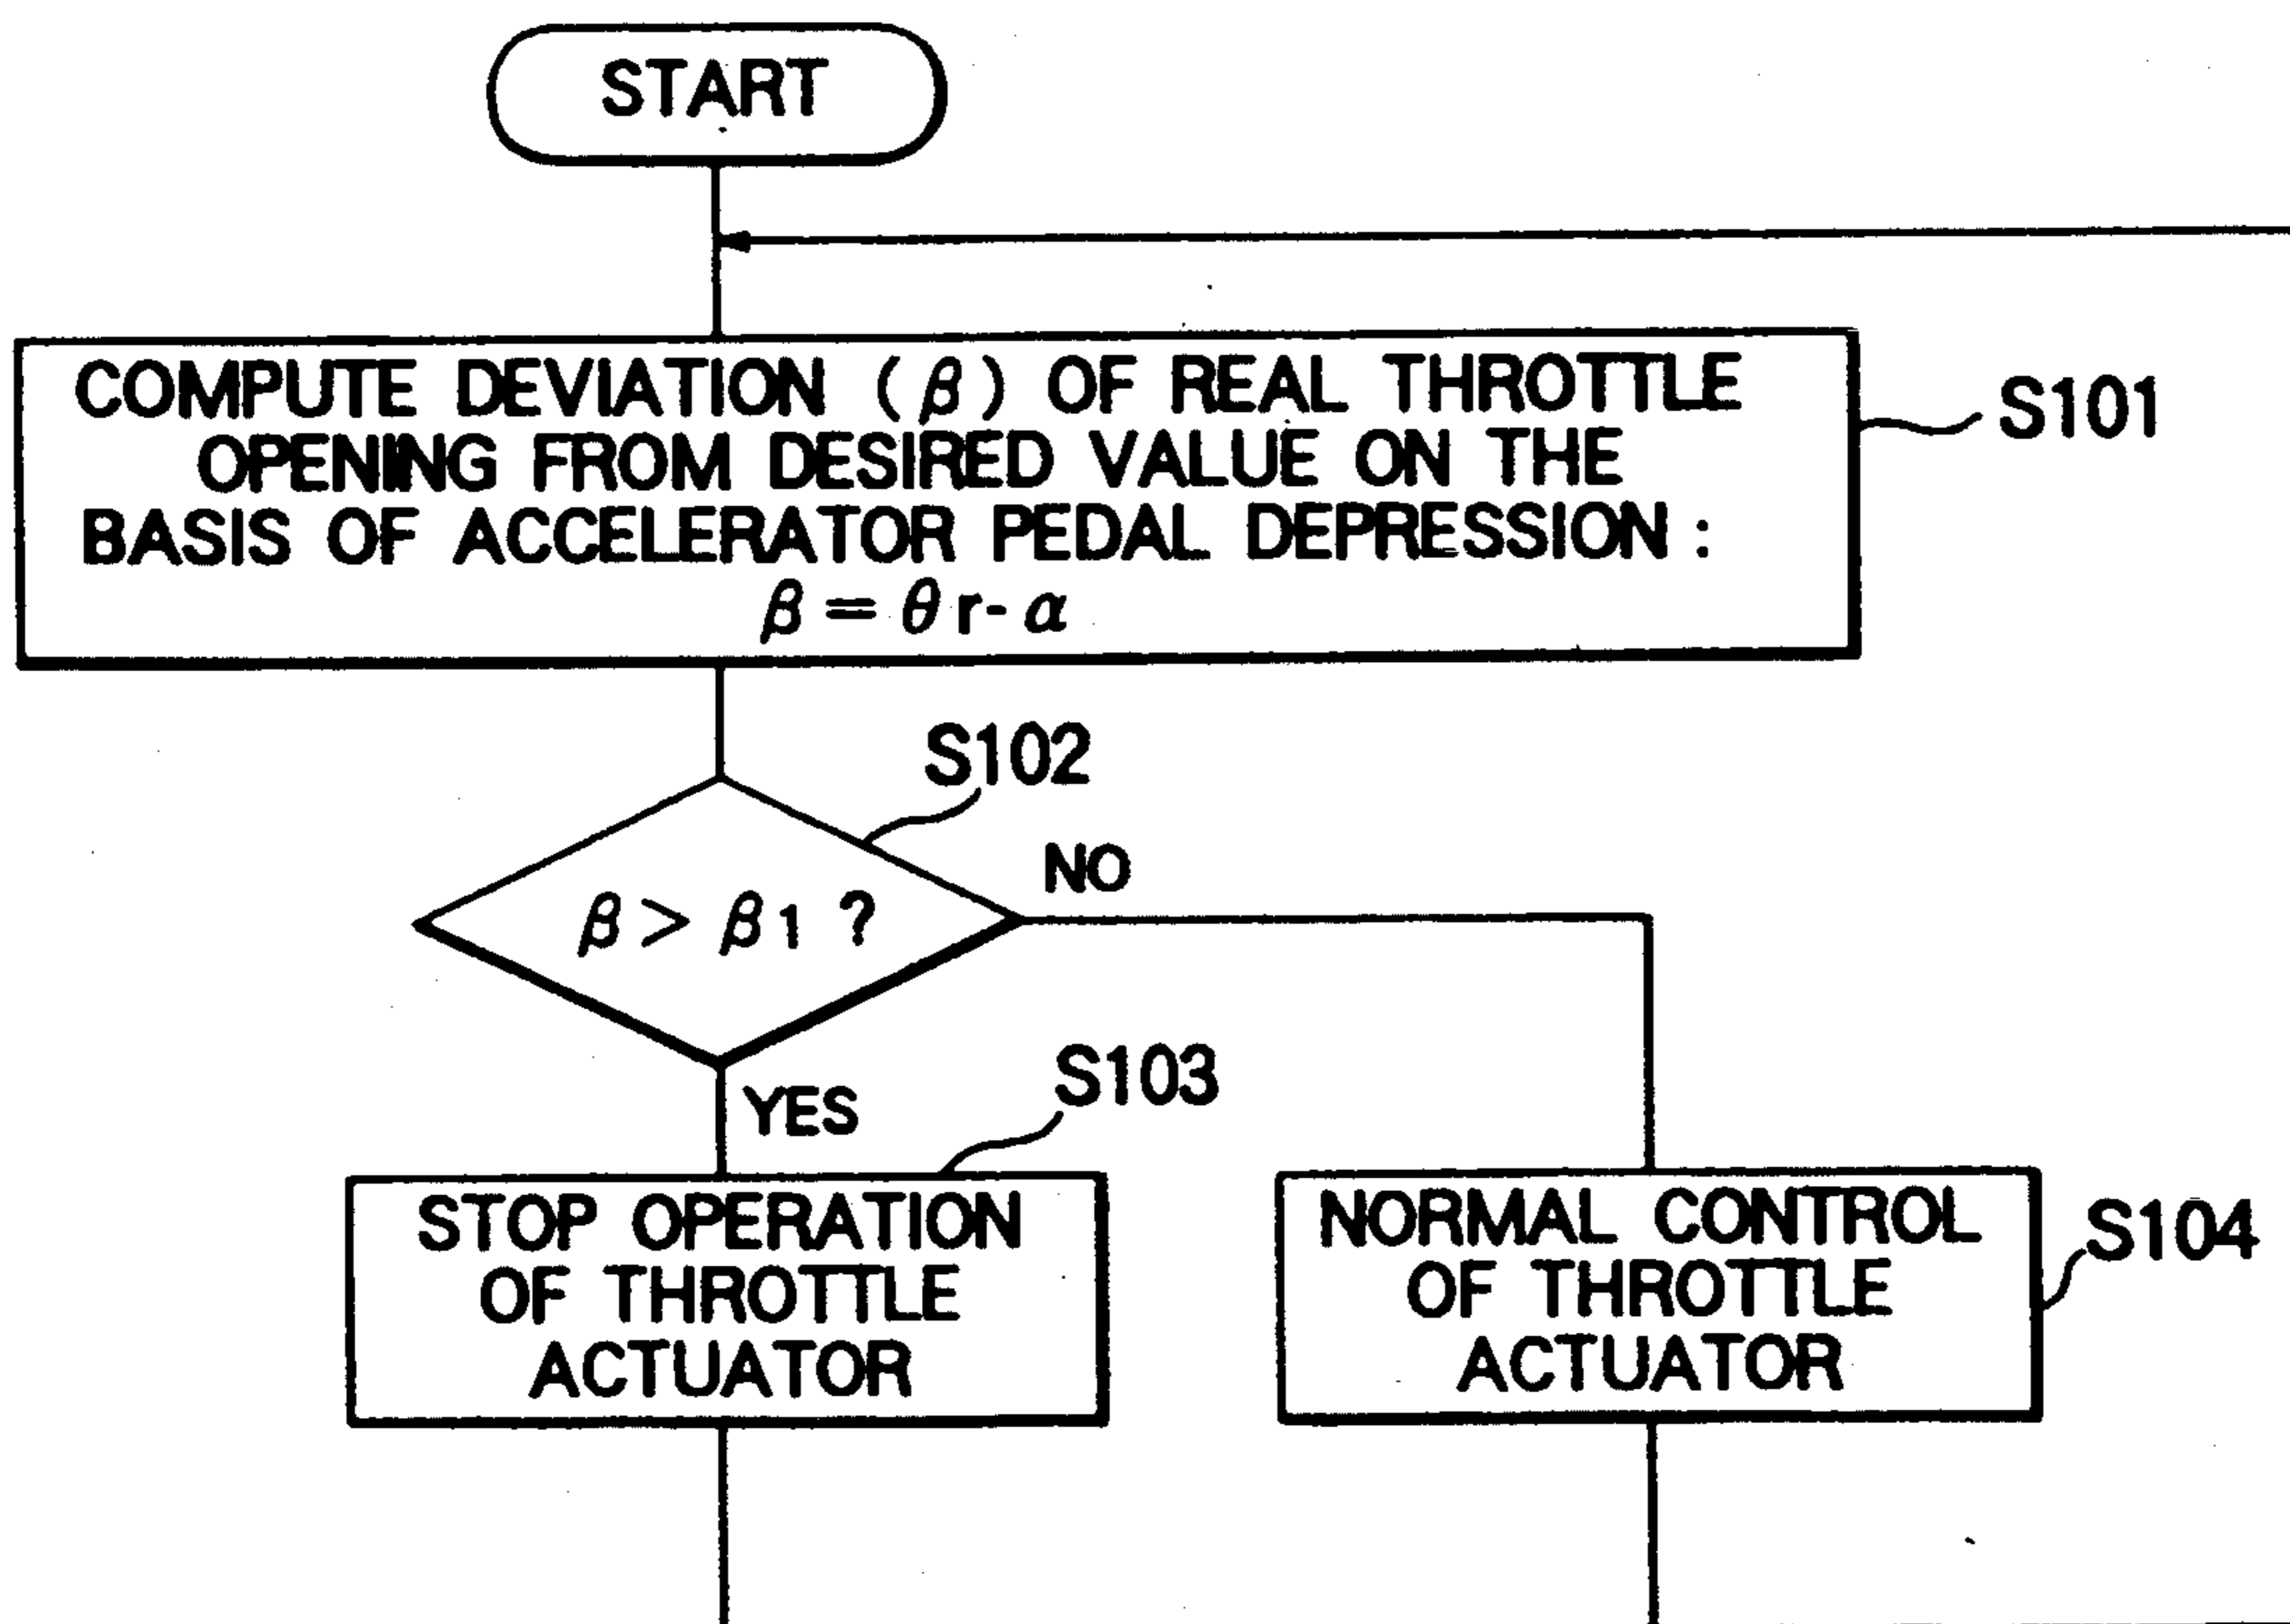 START
COMPUTE DEVIATION (β) OF REAL THROTTLE
OPENING FROM DESIRED VALUE ON THE
BASIS OF ACCELERATOR PEDAL DEPRESSION :
β = θr- α
S101
S102
β > β1 ?
NO
YES
S103
STOP OPERATION
OF THROTTLE
ACTUATOR
NORMAL CONTROL
OF THROTTLE
ACTUATOR
S104